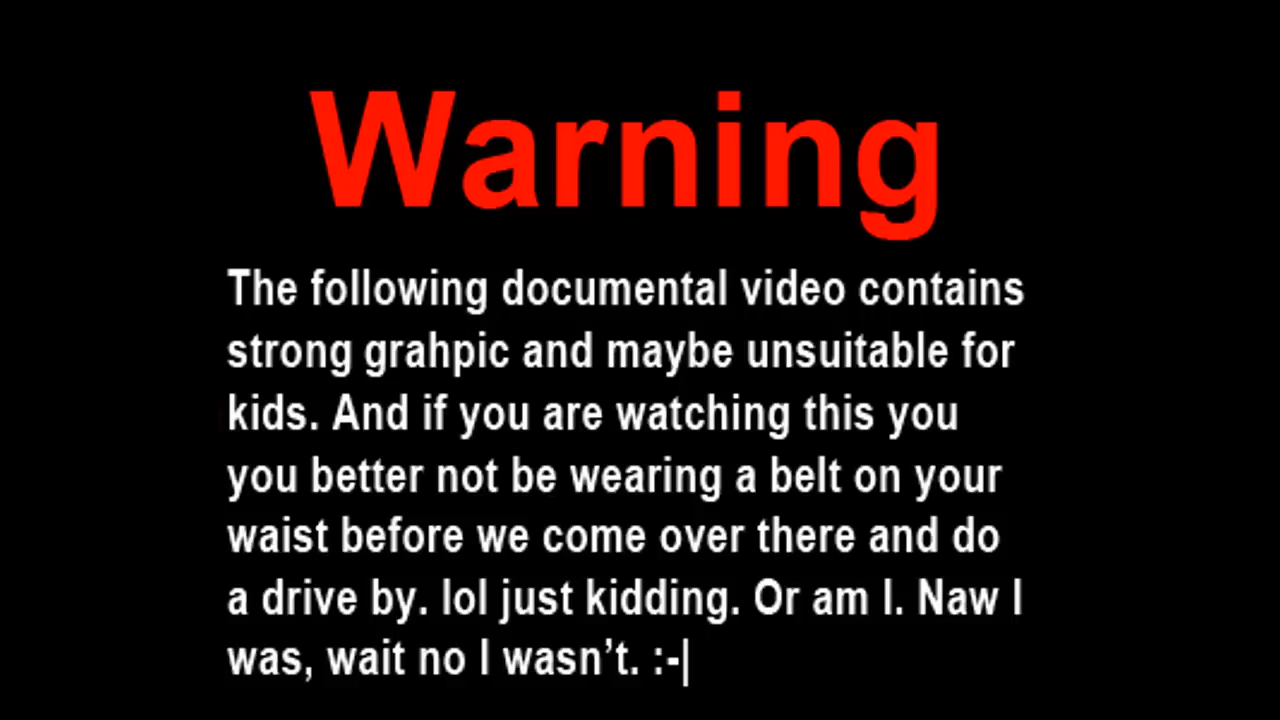 Warning
The following documental video contains
strong grahpic and maybe unsuitable for
kids. And if you are watching this you
you better not be wearing a belt on your
waist before we come over there and do
a drive by. lol just kidding. Or am I. Naw I
was, wait no I wasn’t. :-|